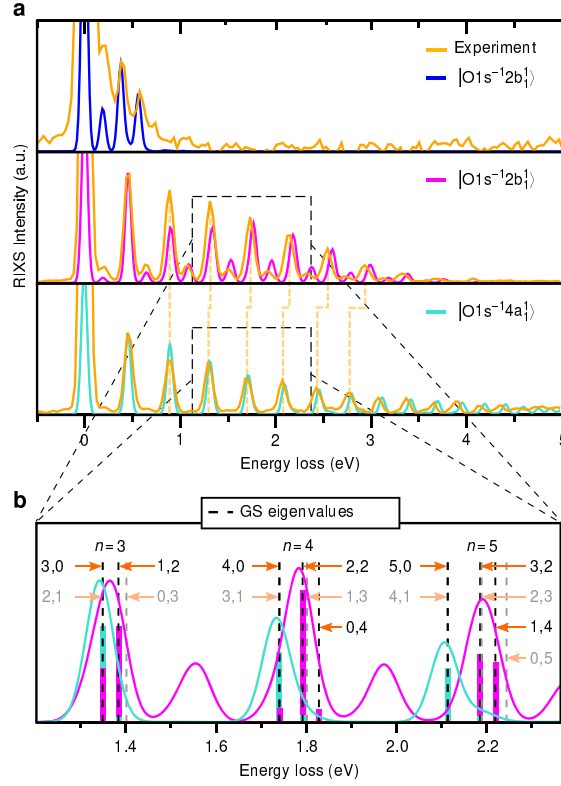 a
Experiment
|O1s⁻¹2b₁¹⟩
|O1s⁻¹2b₁¹⟩
|O1s⁻¹4a₁¹⟩
RIXS Intensity (a.u.)
0 1 2 3 4 5
Energy loss (eV)
b
GS eigenvalues
n=3 n=4 n=5
3,0 1,2 4,0 2,2 5,0 3,2
2,1 0,3 3,1 1,3 4,1 2,3
0,4 1,4
0,5
1.4 1.6 1.8 2.0 2.2
Energy loss (eV)